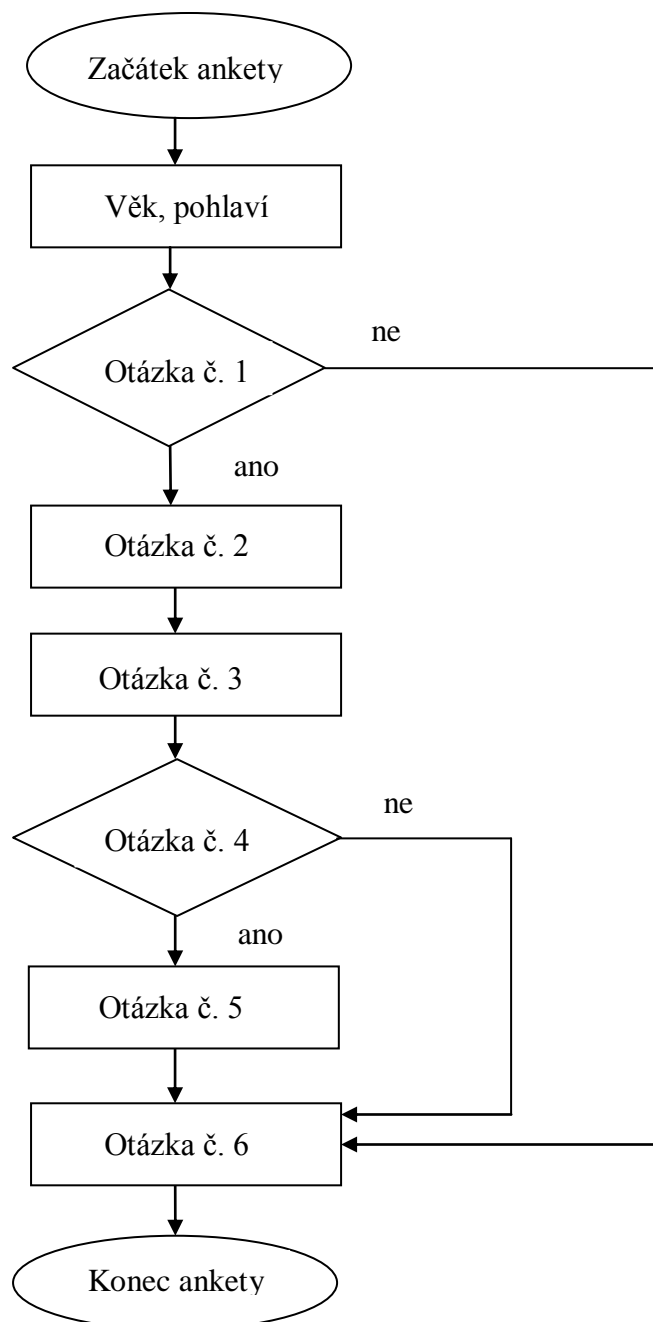 Začátek ankety
Věk, pohlaví
ne
Otázka č. 1
ano
Otázka č. 2
Otázka č. 3
ne
Otázka č. 4
ano
Otázka č. 5
Otázka č. 6
Konec ankety